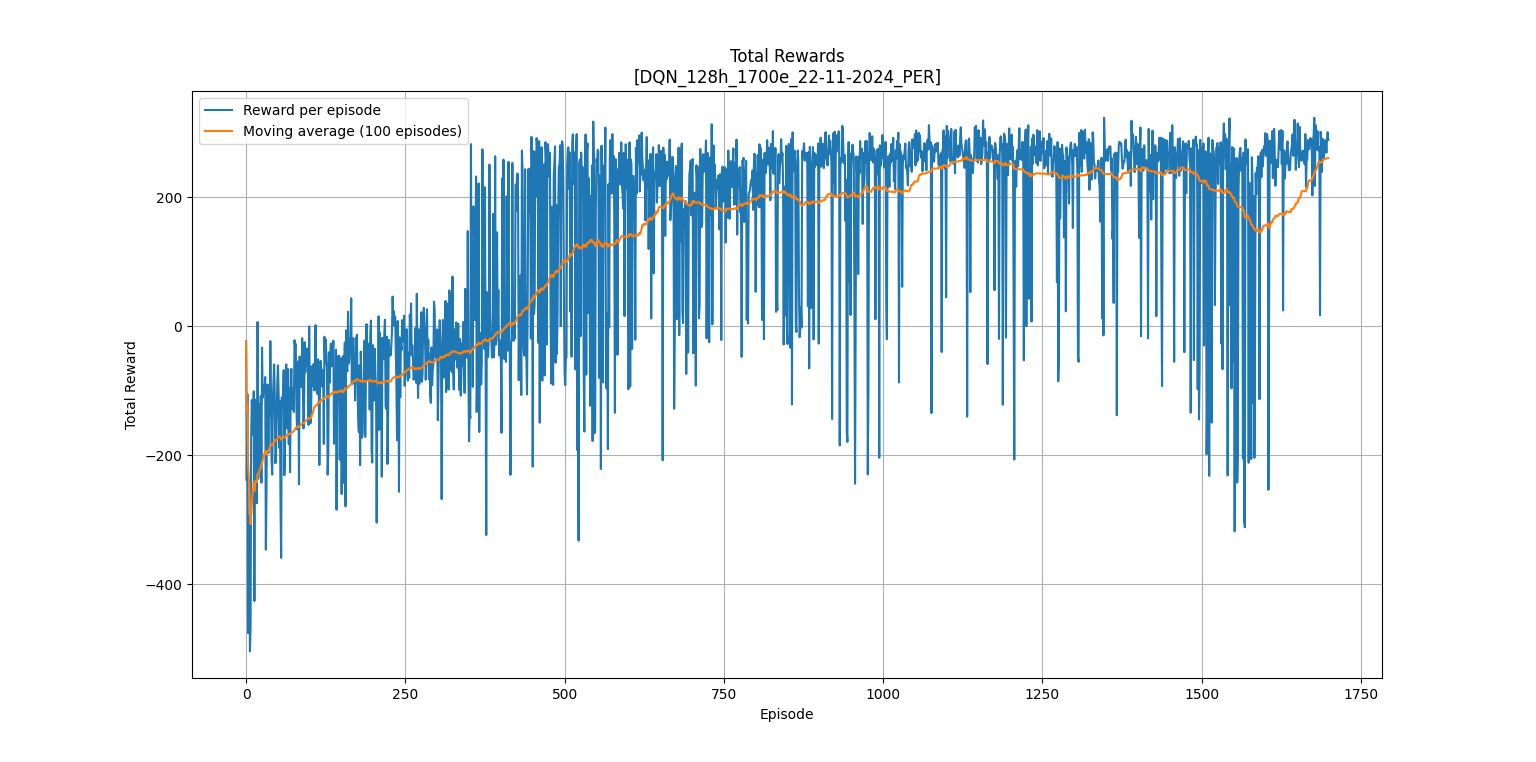 Total Rewards
[DQN_128h_1700e_22-11-2024_PER]
Reward per episode
Moving average (100 episodes)
200
0
−200
−400
Total Reward
0 250 500 750 1000 1250 1500 1750
Episode